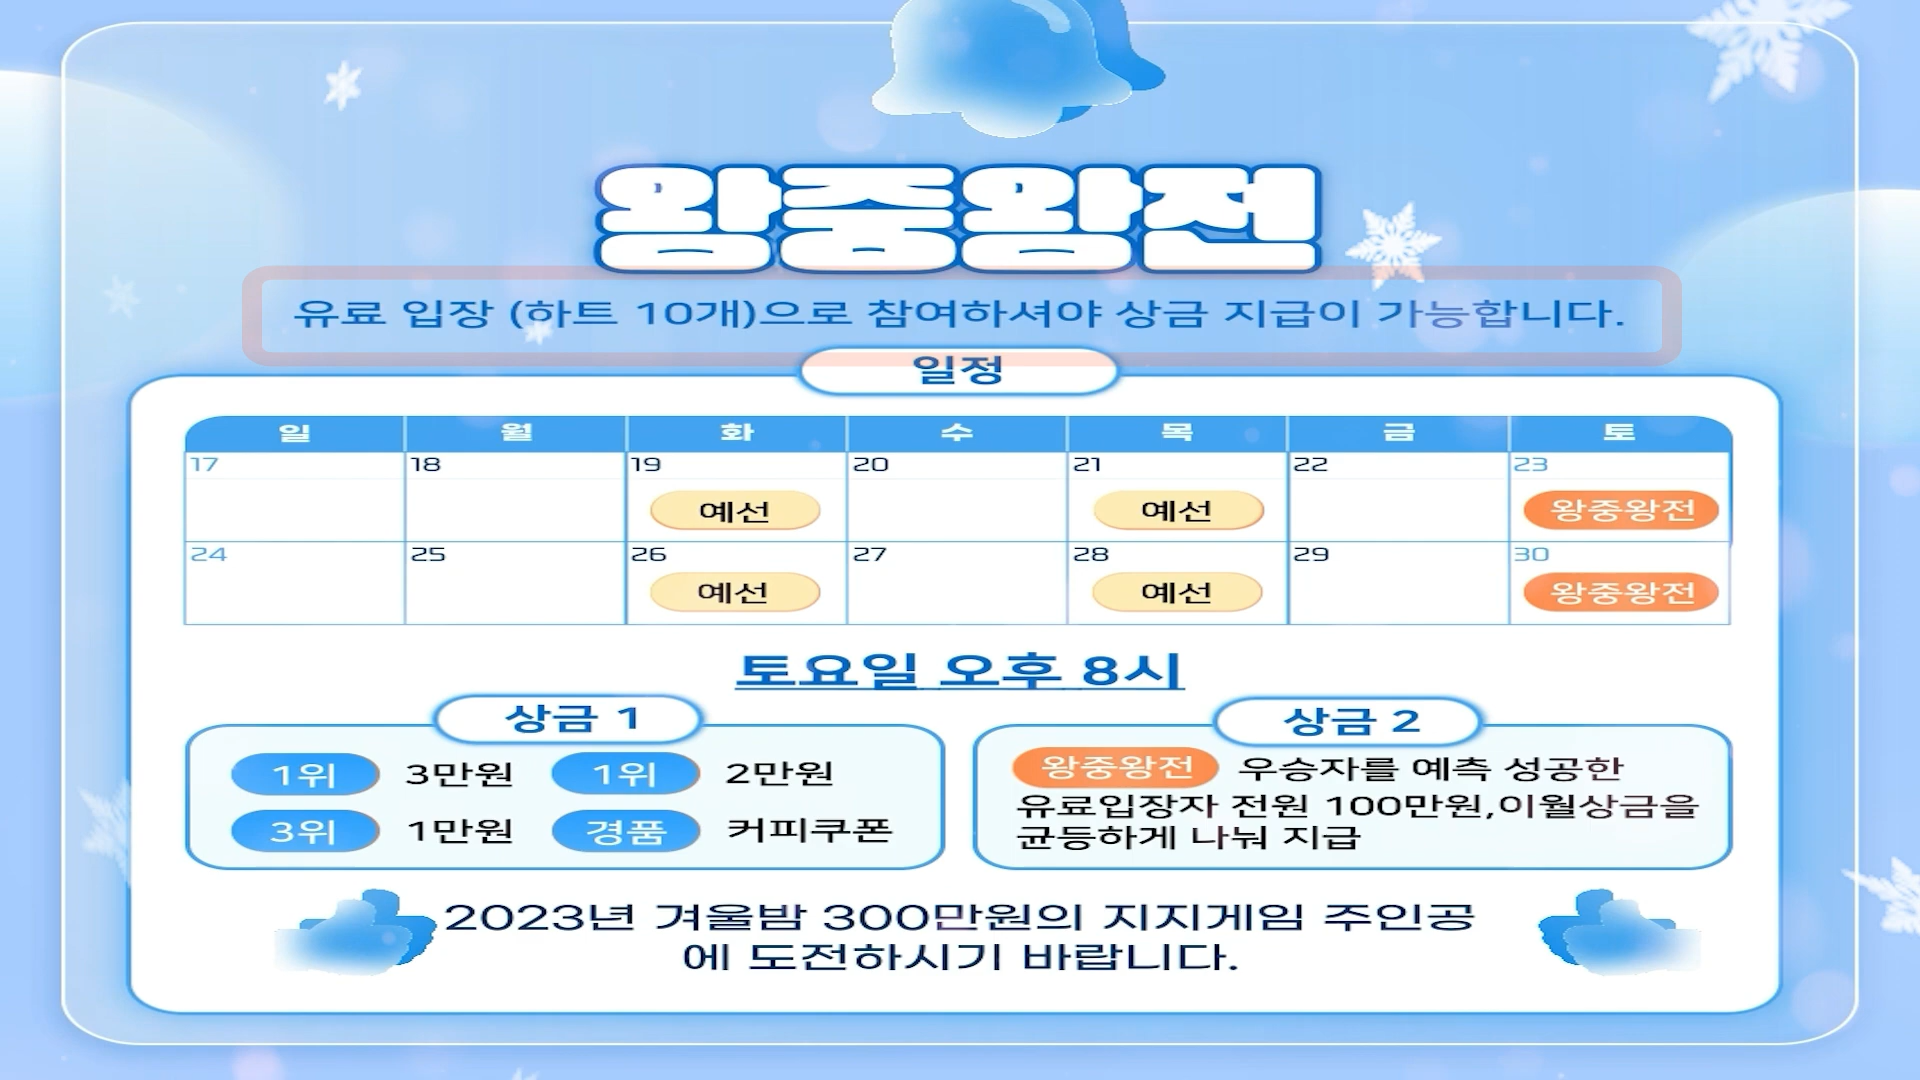 왕중왕전
유료 입장 (하트 10개)으로 참여하셔야 상금 지급이 가능합니다.
일정
일 월 화 수 목 금 토
17 18 19 20 21 22 23
예선 예선 왕중왕전
24 25 26 27 28 29 30
예선 예선 왕중왕전
토요일 오후 8시
상금 1
1위 3만원 1위 2만원
3위 1만원 경품 커피쿠폰
상금 2
왕중왕전 우승자를 예측 성공한
유료입장자 전원 100만원,이월상금을
균등하게 나눠 지급
2023년 겨울밤 300만원의 지지게임 주인공
에 도전하시기 바랍니다.